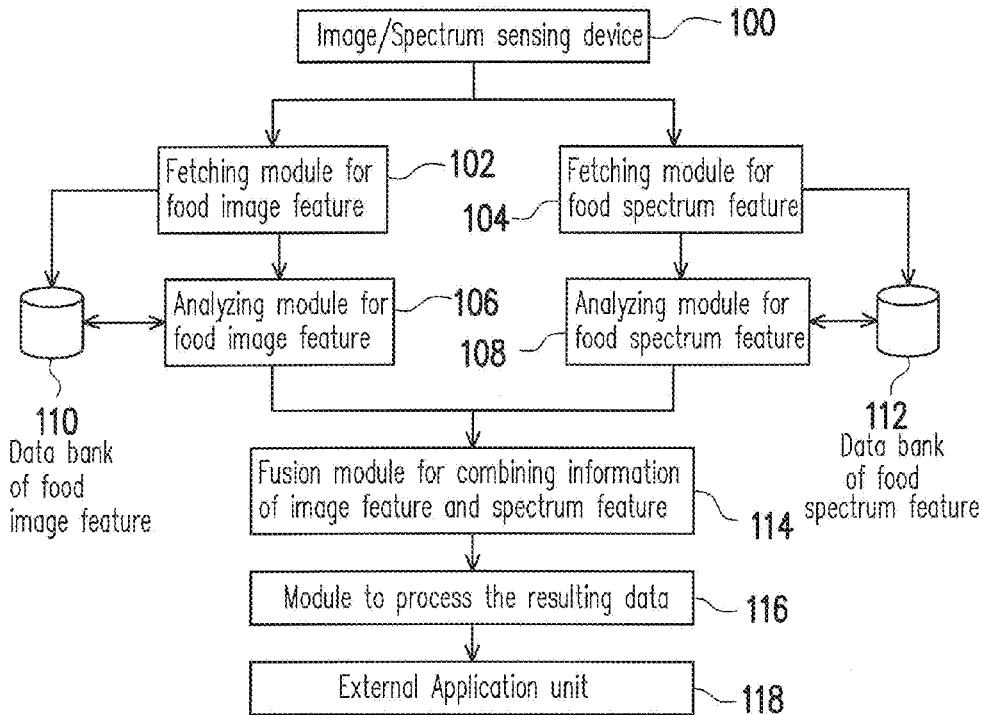 Image/Spectrum sensing device
100
Fetching module for
food image feature
102
Fetching module for
food spectrum feature
104
Analyzing module for
food image feature
106
Analyzing module for
food spectrum feature
108
110
Data bank
of food
image feature
112
Data bank
of food
spectrum feature
Fusion module for combining information
of image feature and spectrum feature
114
Module to process the resulting data
116
External Application unit
118